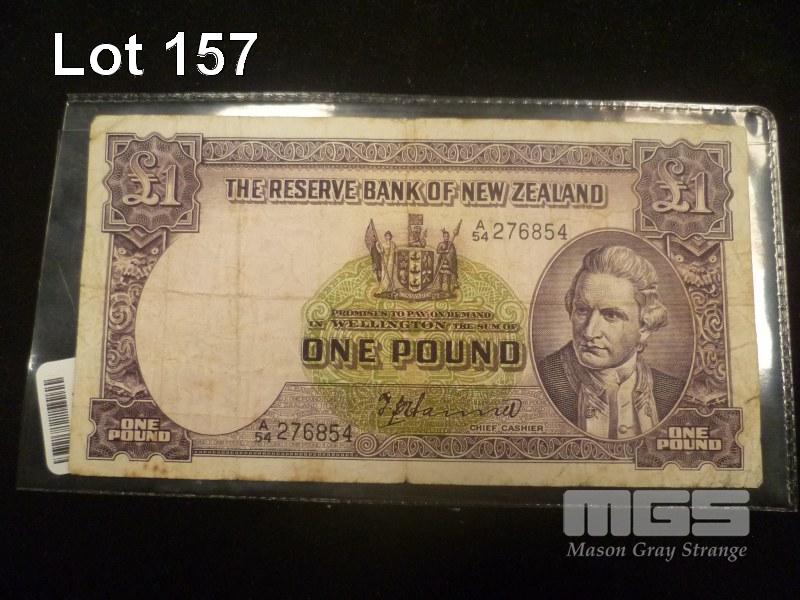 Lot 157
£1 £1
THE RESERVE BANK OF NEW ZEALAND
A/54 276854
PROMISES TO PAY ON DEMAND
IN WELLINGTON THE SUM OF
ONE POUND
A/54 276854
CHIEF CASHIER
ONE POUND
ONE POUND
MGS
Mason Gray Strange